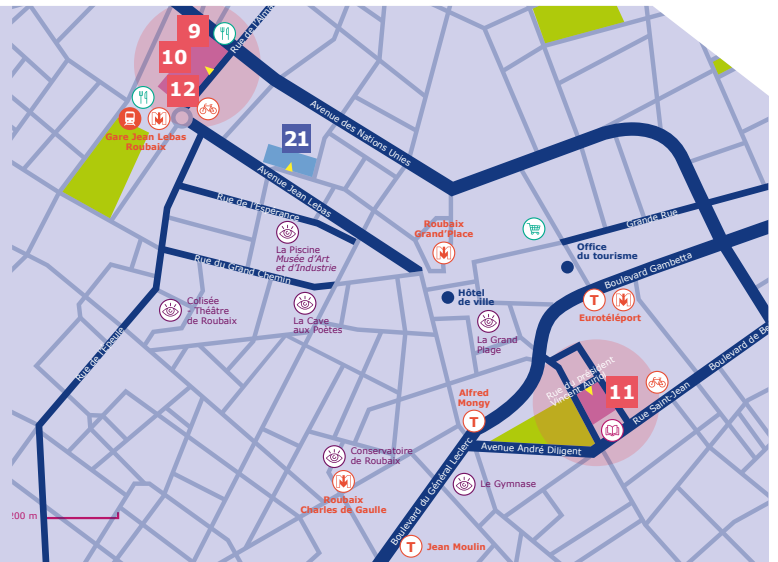 9
Rue de l'Alma
10
12
Gare Jean Lebas
Roubaix
21
Avenue des Nations Unies
Avenue Jean Lebas
Rue de l'Espérance
La Piscine
Musée d'Art
et d'Industrie
Rue du Grand Chemin
Roubaix
Grand'Place
Grande Rue
Office
du tourisme
Boulevard Gambetta
Hôtel
de ville
T
Eurotéléport
Colisée
- Théâtre
de Roubaix
La Cave
aux Poètes
La Grand
Plage
Rue de l'Epeule
Boulevard de Be
Rue du président
Vincent Auriol
11
Rue Saint-Jean
Alfred
Mongy
T
Avenue André Diligent
Conservatoire
de Roubaix
Boulevard du Général Leclerc
Le Gymnase
Roubaix
Charles de Gaulle
200 m
T
Jean Moulin